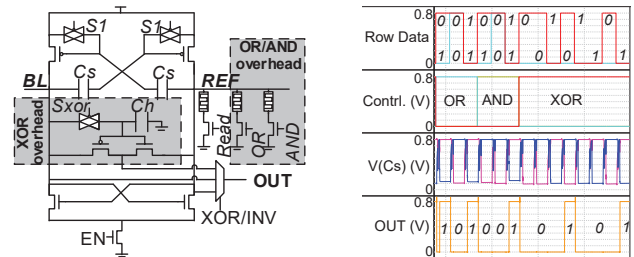 S1 S1
OR/AND
overhead
BL Cs Cs REF
XOR
overhead
Sxor Ch
Read
OR
AND
OUT
XOR/INV
EN
0.8
Row Data
0 0 1 0 0 1 0 1 1 0
1 0 1 0 1 1 0 0 1 1
0
0.8
Contrl. (V)
OR AND XOR
0
0.8
V(Cs) (V)
0
0.8
OUT (V)
1 0 1 0 0 1 0 1 0 1
0